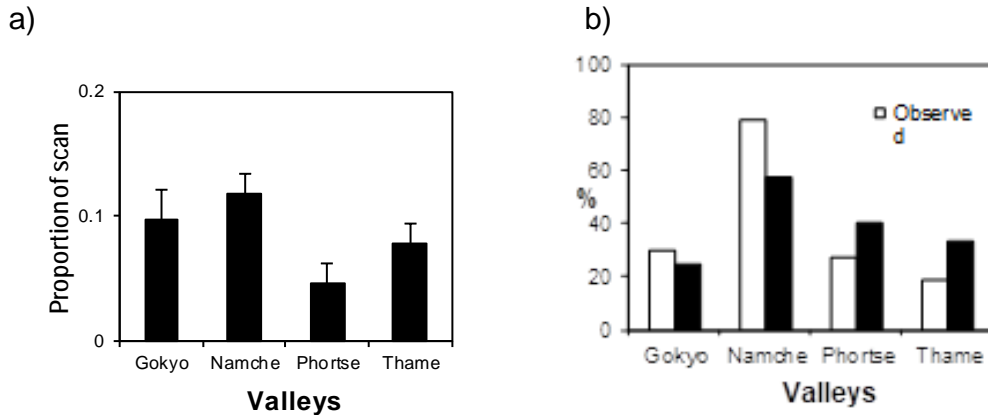 a)
0.2
0.1
0
Proportion of scan
Gokyo Namche Phortse Thame
Valleys
b)
100
80
60
40
20
0
%
Observe
d
Gokyo Namche Phortse Thame
Valleys